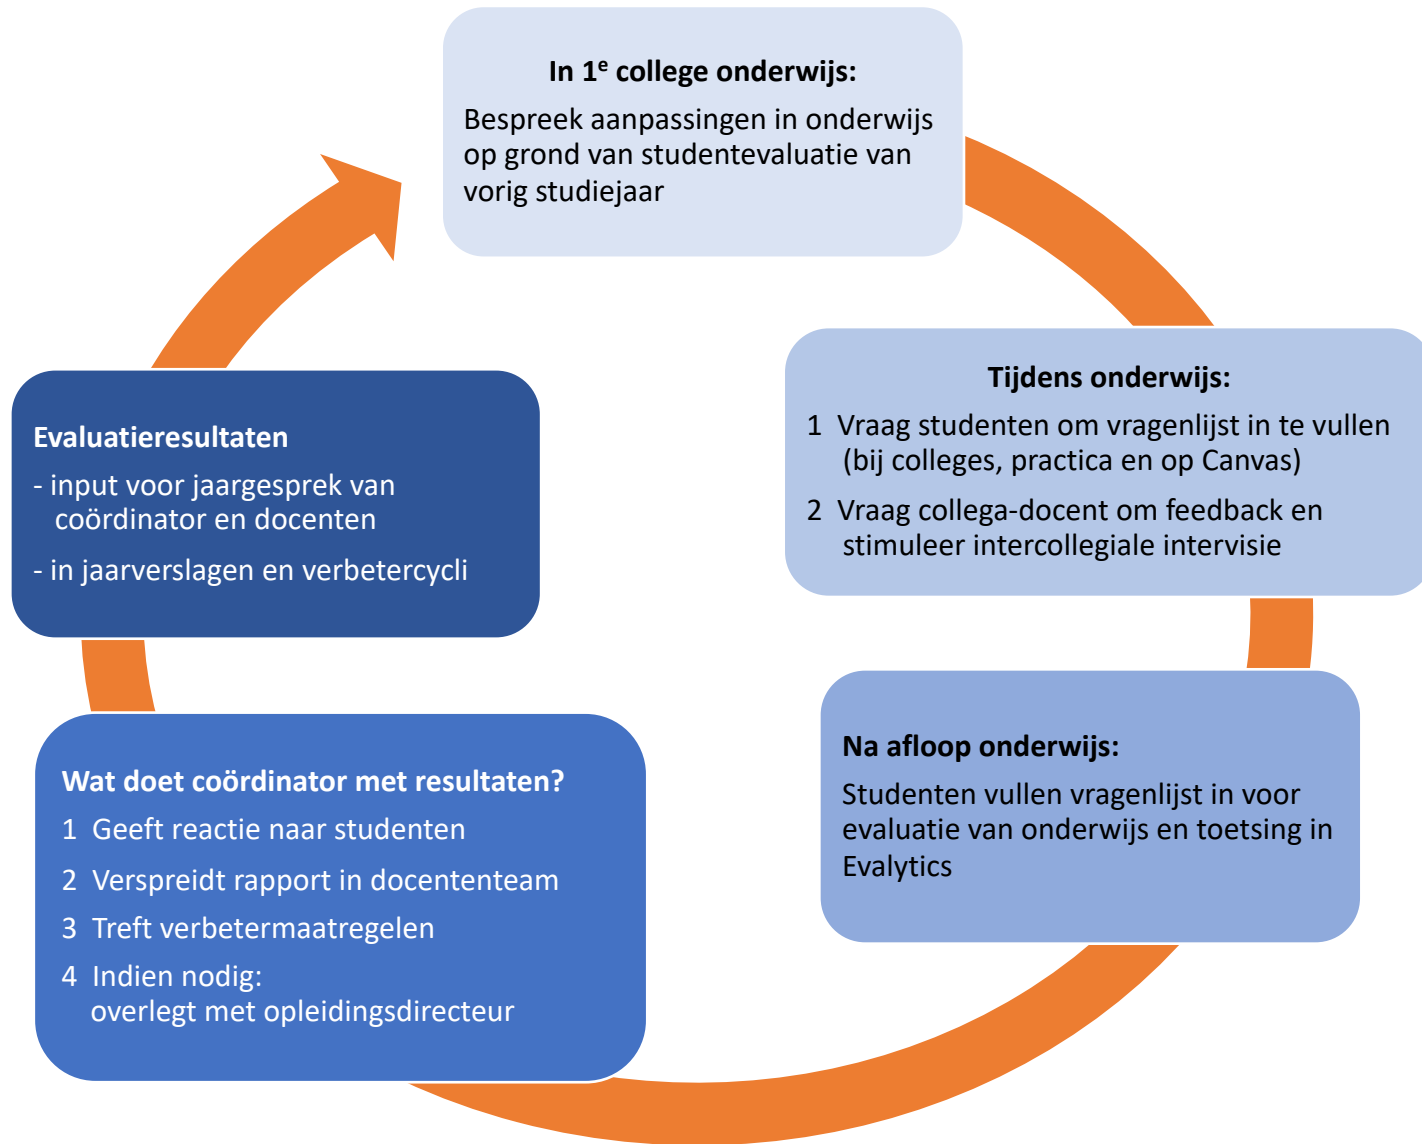 In 1e college onderwijs:
Bespreek aanpassingen in onderwijs
op grond van studentevaluatie van
vorig studiejaar
Tijdens onderwijs:
1 Vraag studenten om vragenlijst in te vullen
(bij colleges, practica en op Canvas)
2 Vraag collega-docent om feedback en
stimuleer intercollegiale intervisie
Na afloop onderwijs:
Studenten vullen vragenlijst in voor
evaluatie van onderwijs en toetsing in
Evalytics
Wat doet coördinator met resultaten?
1 Geeft reactie naar studenten
2 Verspreidt rapport in docententeam
3 Treft verbetermaatregelen
4 Indien nodig:
overlegt met opleidingsdirecteur
Evaluatieresultaten
- input voor jaargesprek van
coördinator en docenten
- in jaarverslagen en verbetercycli